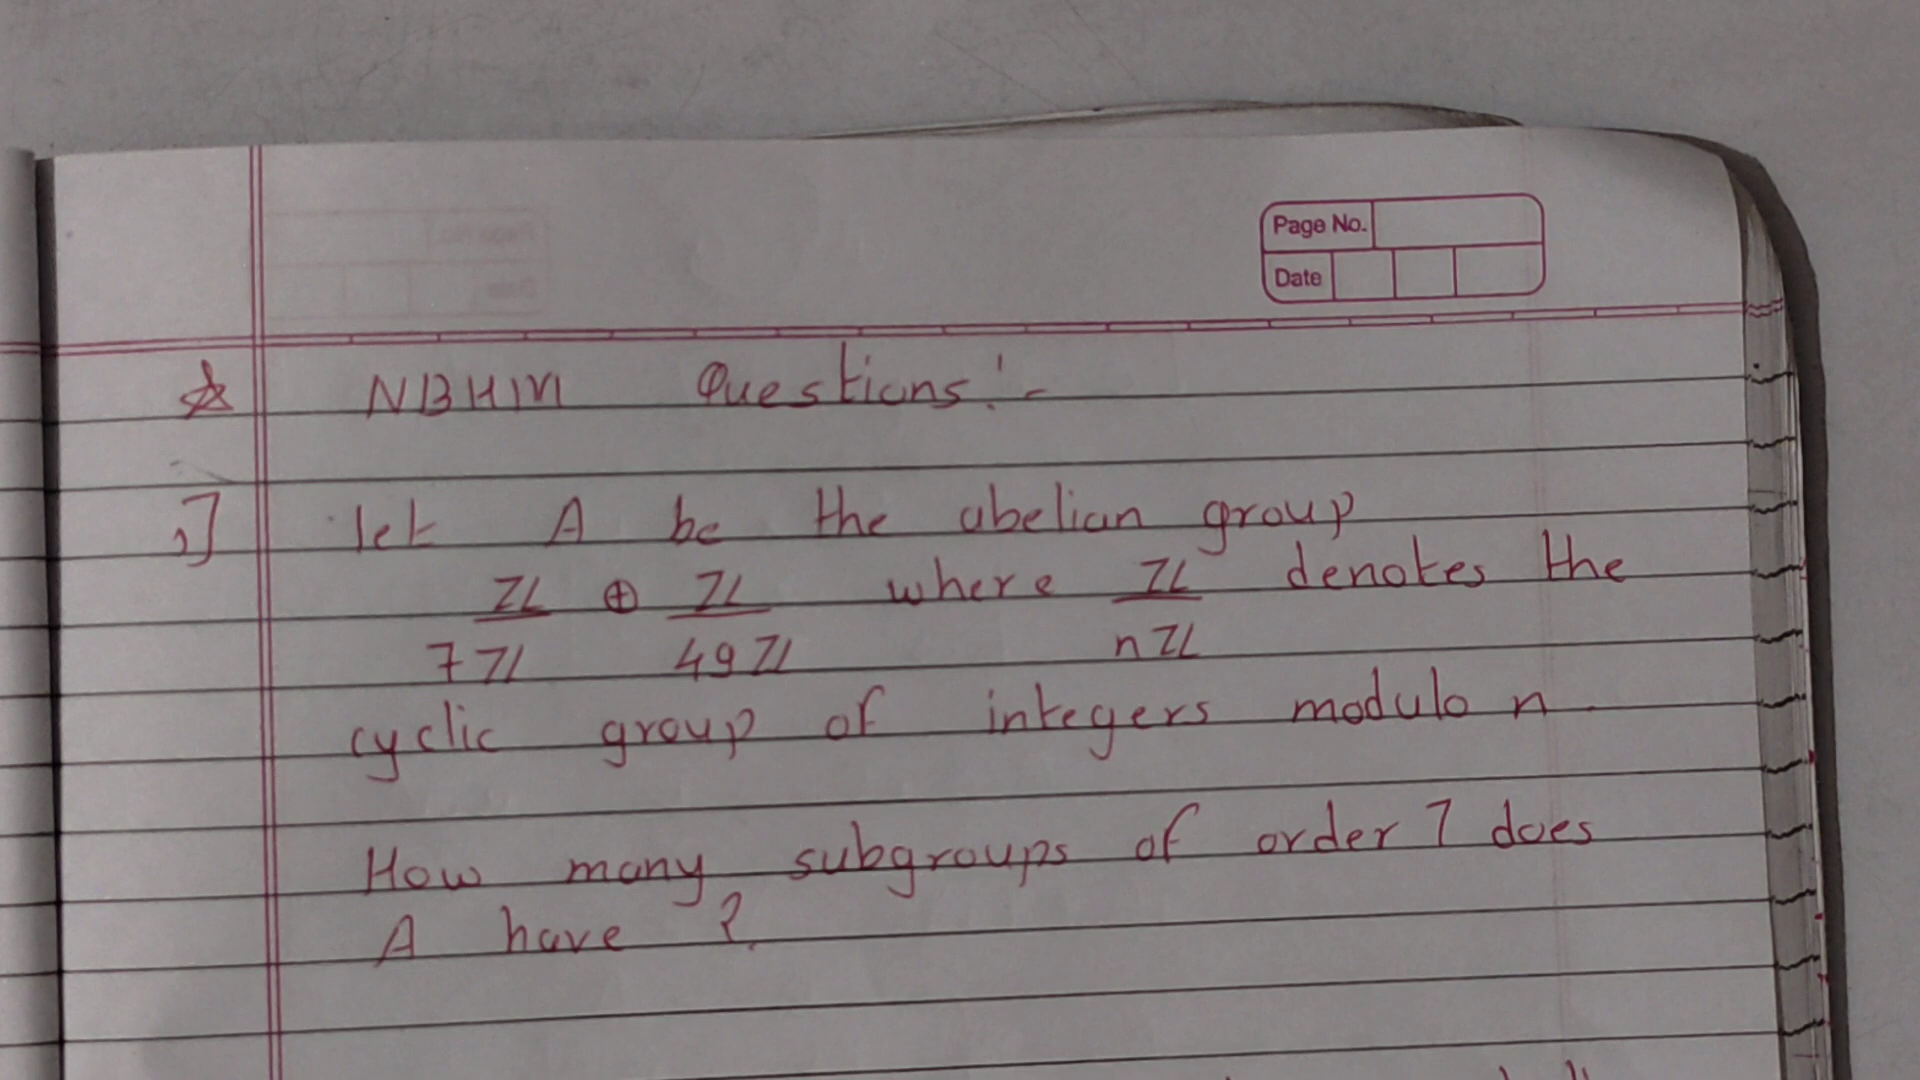 Page No.
Date
☆ NBHM Questions:-
1] let A be the abelian group
ℤ ⊕ ℤ where ℤ denotes the
7ℤ 49ℤ nℤ
cyclic group of integers modulo n.
How many subgroups of order 7 does
A have ?